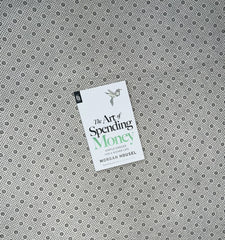 The Art of
Spending
Money
MORGAN HOUSEL